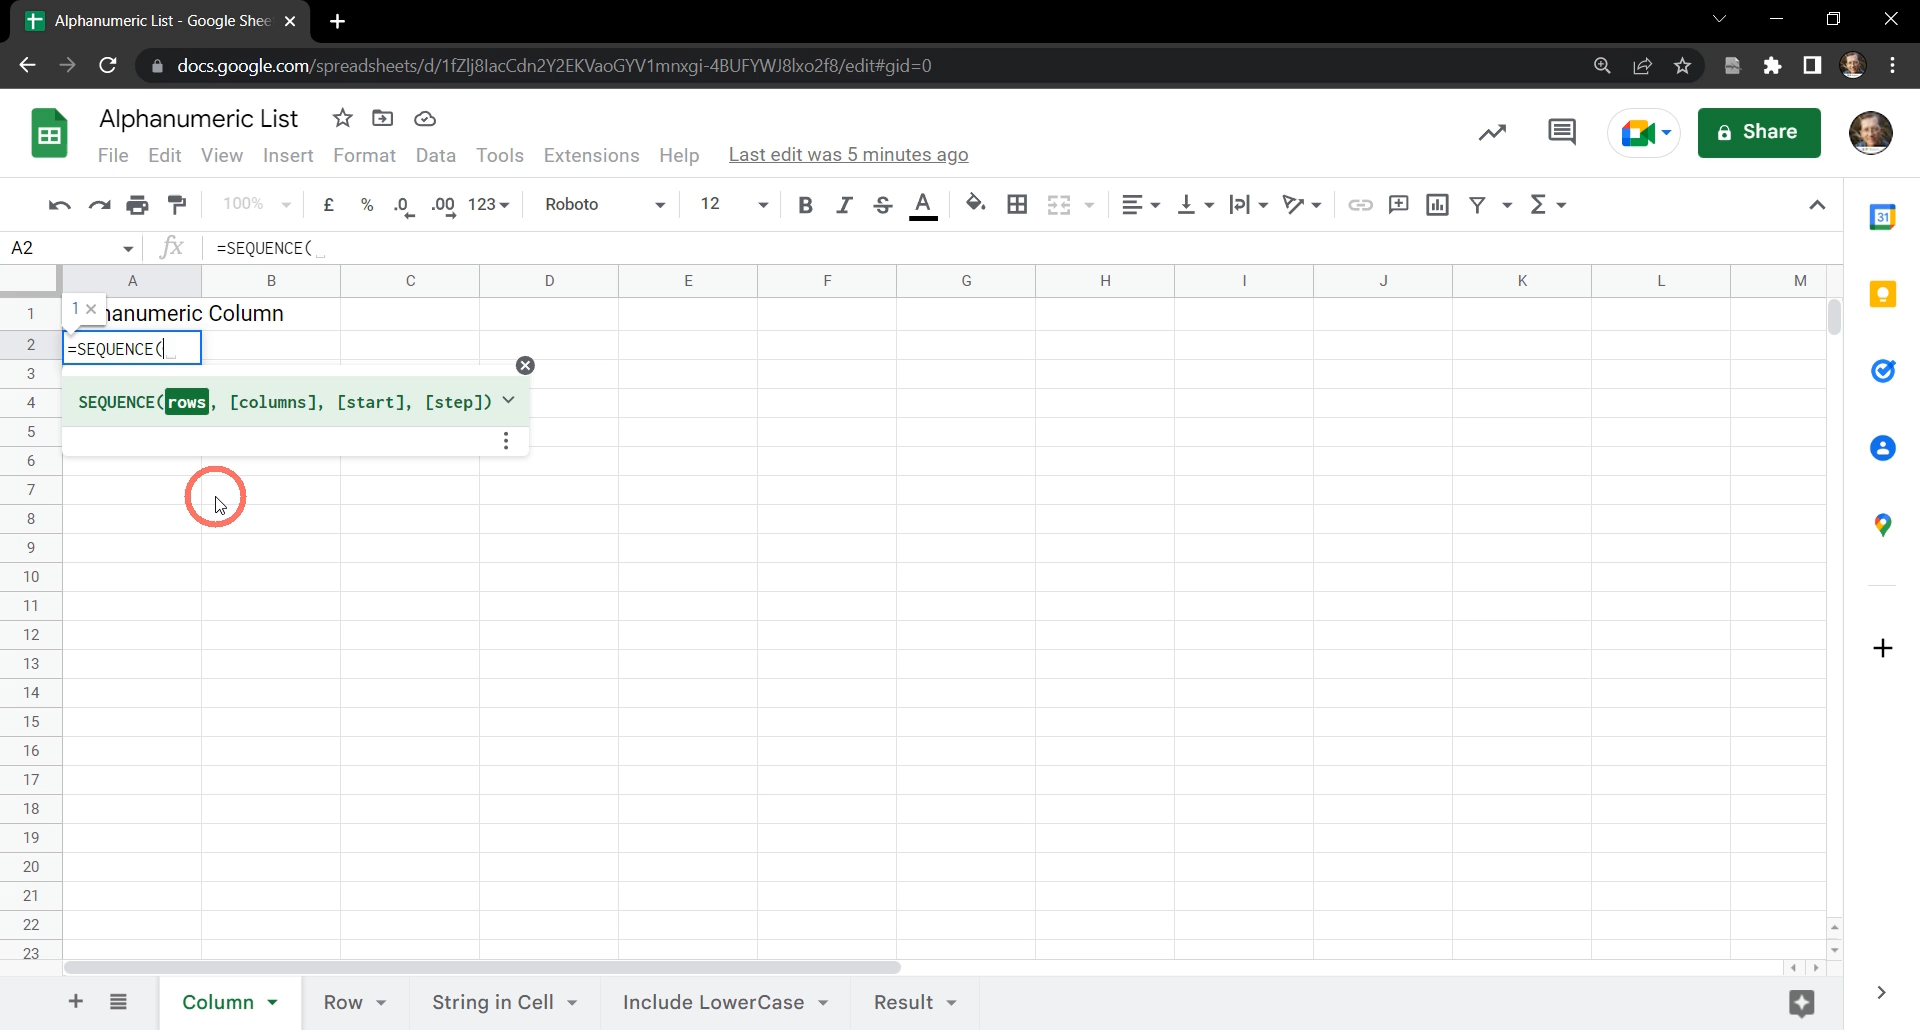 Alphanumeric List - Google Shee
docs.google.com/spreadsheets/d/1fZlj8lacCdn2Y2EKVaoGYV1mnxgi-4BUFYWJ8lxo2f8/edit#gid=0
Alphanumeric List
File Edit View Insert Format Data Tools Extensions Help Last edit was 5 minutes ago
Share
100% £ % .0 .00 123 Roboto 12 B I S A Σ
31
A2 fx =SEQUENCE(
A B C D E F G H I J K L M
1 ×
1 hanumeric Column
2 =SEQUENCE(
3
4 SEQUENCE(rows, [columns], [start], [step])
5
6
7
8
9
10
11
12
13
14
15
16
17
18
19
20
21
22
23
Column Row String in Cell Include LowerCase Result